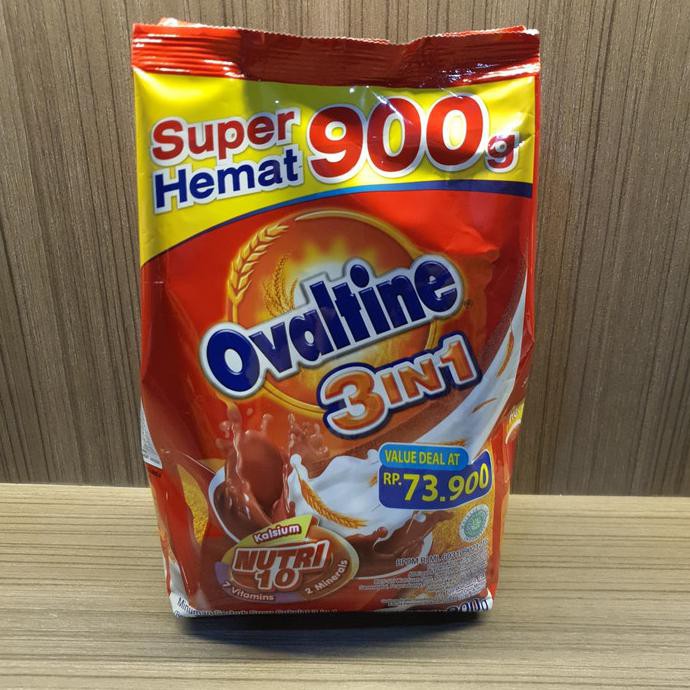 Super
Hemat
900g
Ovaltine
3IN1
VALUE DEAL AT
RP.73.900
Kalsium
NUTRI
10
7 Vitamins
2 Minerals